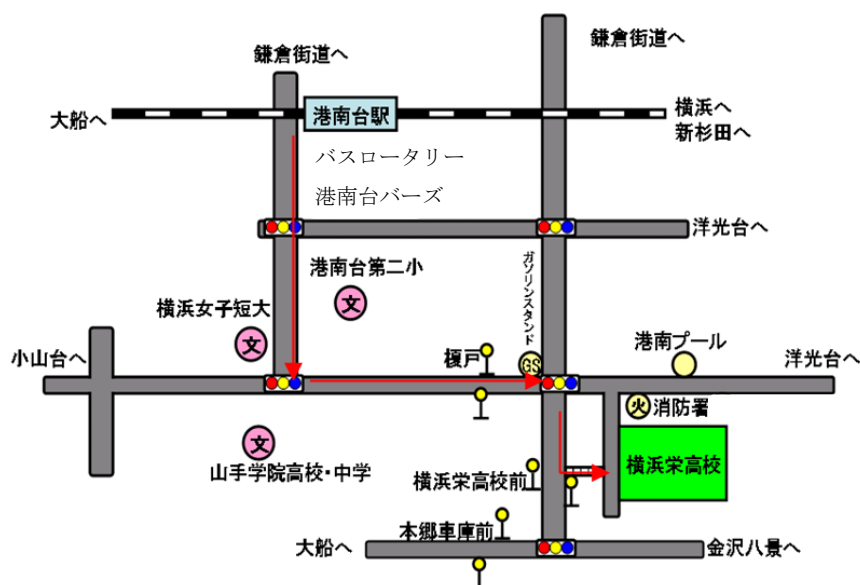 鎌倉街道へ
鎌倉街道へ
大船へ
港南台駅
横浜へ
新杉田へ
バスロータリー
港南台バーズ
洋光台へ
港南台第二小
文
ガソリンスタンド
横浜女子短大
文
小山台へ
榎戸
GS
港南プール
洋光台へ
火
消防署
文
山手学院高校・中学
横浜栄高校前
横浜栄高校
本郷車庫前
大船へ
金沢八景へ